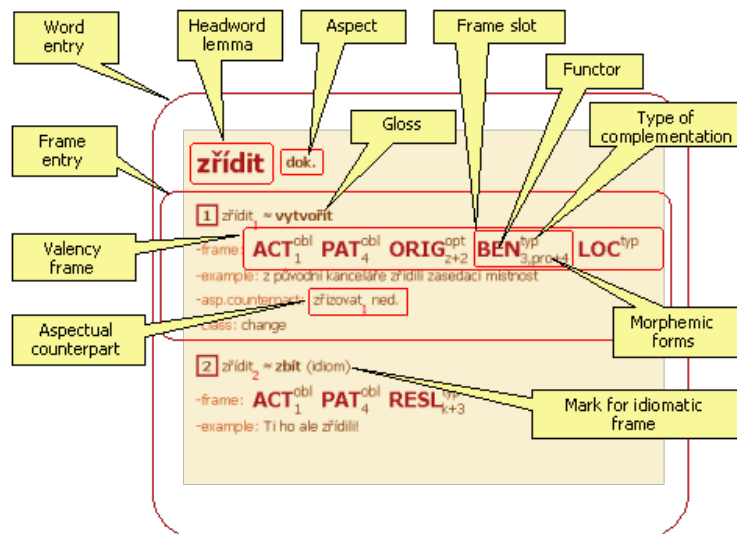 Word
entry
Headword
lemma
Aspect
Frame slot
Functor
Gloss
Type of
complementation
Frame
entry
zřídit dok.
1 zřídit1 ≈ vytvořit
Valency
frame
-frame: ACT1obl PAT4obl ORIGz+2opt BEN3,pro+4typ LOCtyp
-example: z původní kanceláře zřídili zasedací místnost
-asp.counterpart: zřizovat1 ned.
-class: change
Aspectual
counterpart
Morphemic
forms
2 zřídit2 ≈ zbít (idiom)
-frame: ACT1obl PAT4obl RESLk+3typ
-example: Ti ho ale zřídili!
Mark for idiomatic
frame